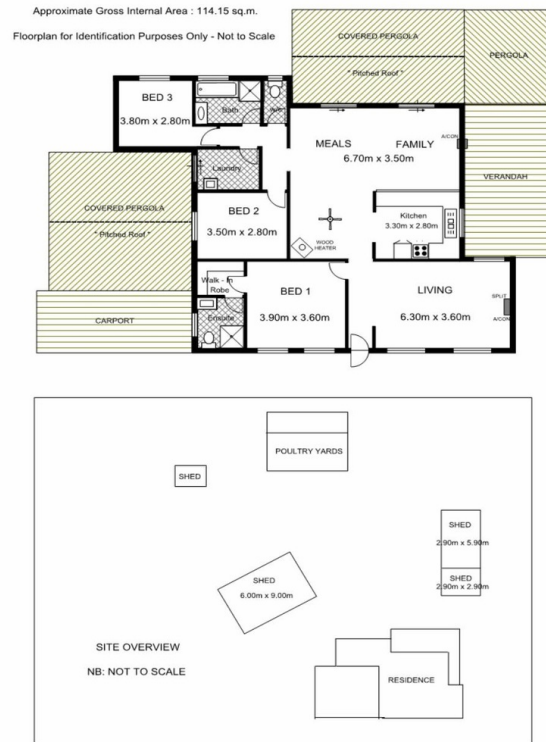 Approximate Gross Internal Area : 114.15 sq.m.
Floorplan for Identification Purposes Only - Not to Scale
COVERED PERGOLA
" Pitched Roof "
PERGOLA
BED 3
3.80m x 2.80m
Bath
W/C
MEALS
FAMILY
6.70m x 3.50m
A/CON
VERANDAH
Laundry
COVERED PERGOLA
" Pitched Roof "
BED 2
3.50m x 2.80m
Kitchen
3.30m x 2.80m
WOOD
HEATER
Walk - In
Robe
BED 1
3.90m x 3.60m
LIVING
6.30m x 3.60m
SPLIT
A/CON
CARPORT
Ensuite
POULTRY YARDS
SHED
SHED
2.90m x 5.90m
SHED
2.90m x 2.90m
SHED
6.00m x 9.00m
SITE OVERVIEW
NB: NOT TO SCALE
RESIDENCE